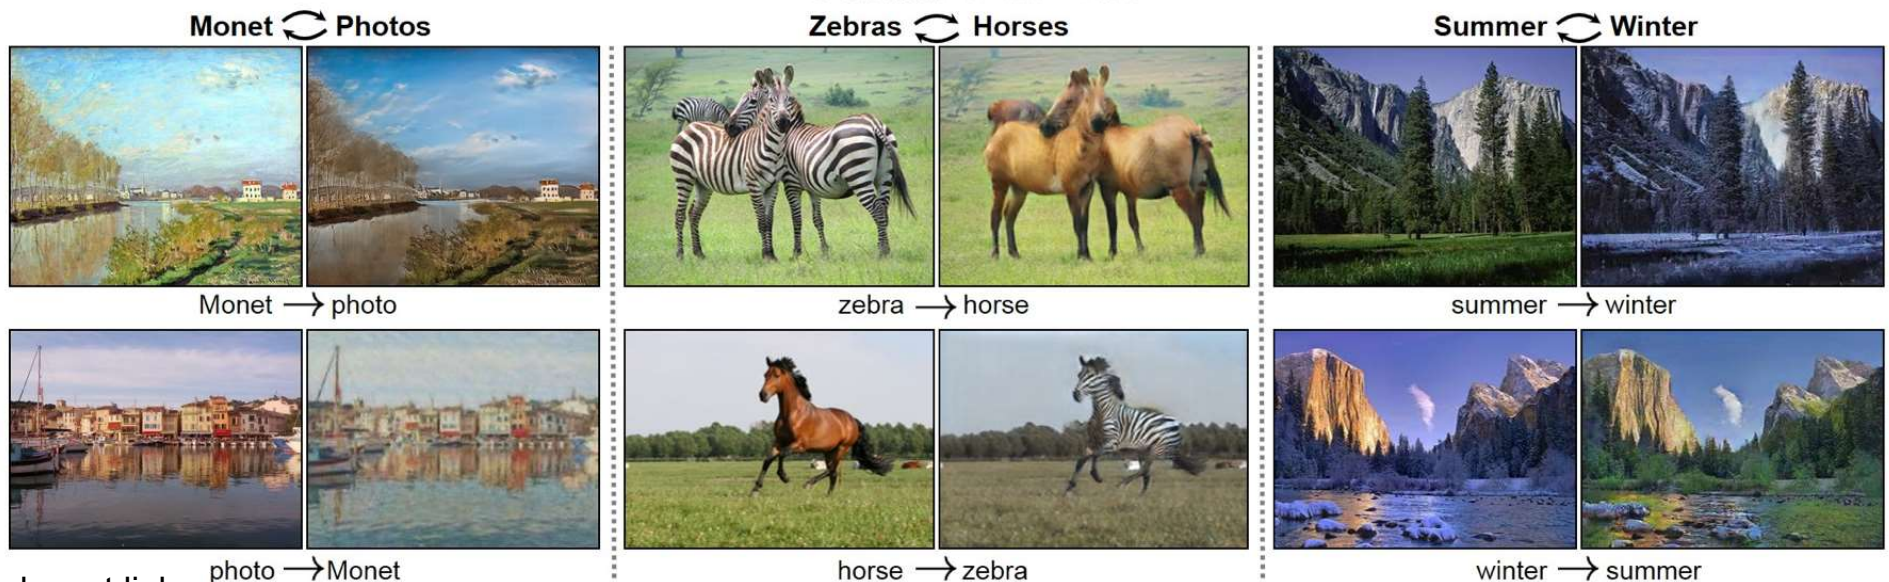 Monet ⇄ Photos
Zebras ⇄ Horses
Summer ⇄ Winter
Monet → photo
zebra → horse
summer → winter
photo → Monet
horse → zebra
winter → summer